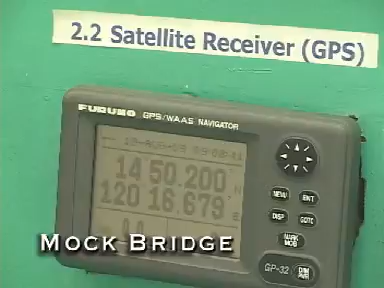 2.2 Satellite Receiver (GPS)
FURUNO GPS/WAAS NAVIGATOR
14 50.200 N
120 16.679 E
MENU ENT
DISP GOTO
MARK
MOB
GP-32 DIM
PWR
MOCK BRIDGE